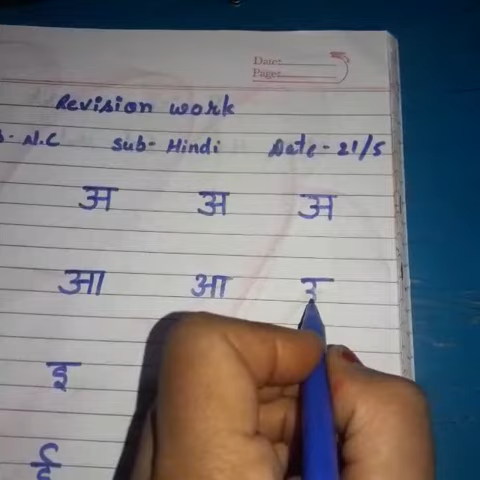 Date:
Page:
Revision work
- N.C Sub- Hindi Date - 21/5
अ अ अ
आ आ
इ
ई